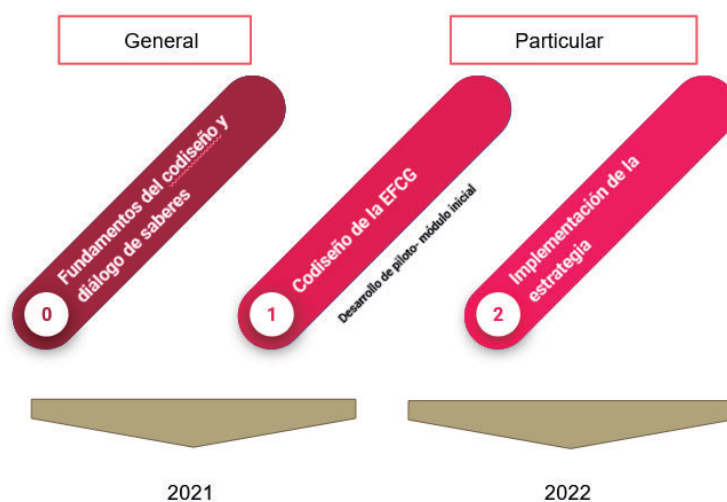 General
Particular
Fundamentos del codiseño y
diálogo de saberes
0
Codiseño de la EFCG
1
Desarrollo de piloto- módulo inicial
Implementación de la
estrategia
2
2021
2022